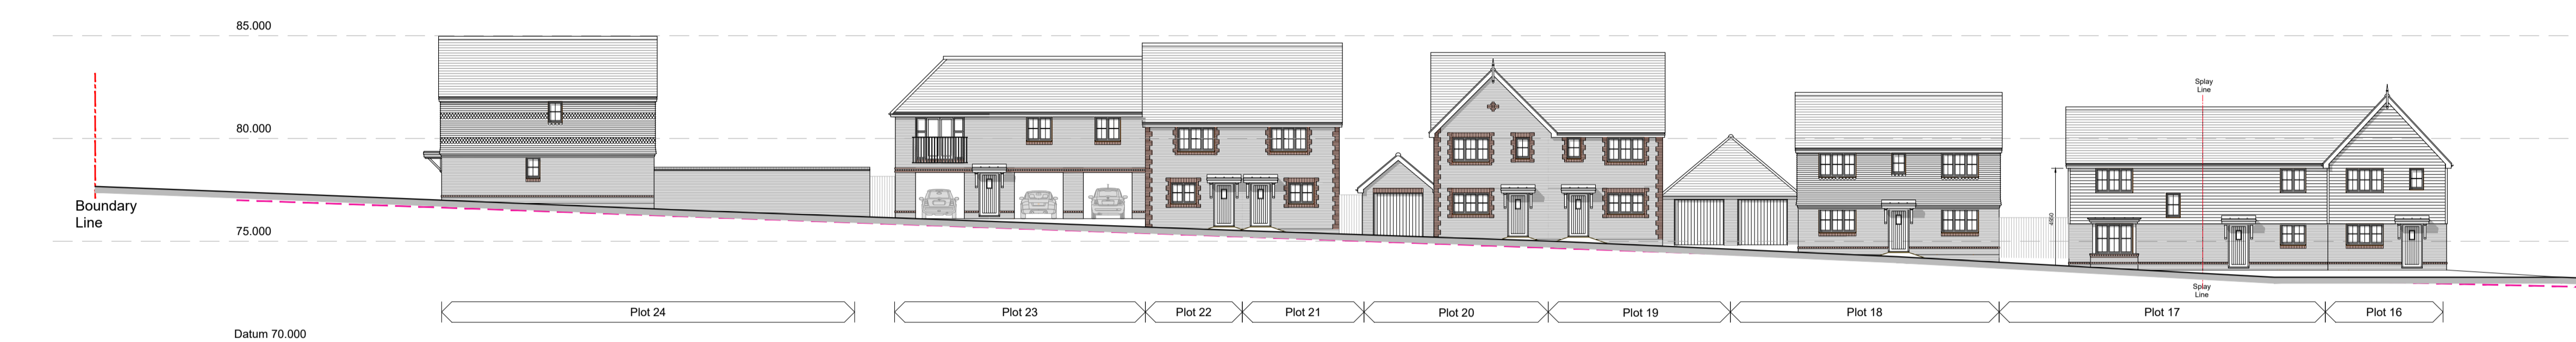 85.000
80.000
75.000
Boundary
Line
Splay
Line
4950
Splay
Line
Plot 24
Plot 23
Plot 22
Plot 21
Plot 20
Plot 19
Plot 18
Plot 17
Plot 16
Datum 70.000